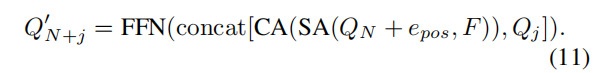 Q'_{N+j} = FFN(concat[CA(SA(Q_N + e_{pos}, F)), Q_j]).
(11)